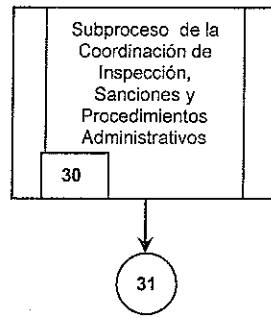 Subproceso de la
Coordinación de
Inspección,
Sanciones y
Procedimientos
Administrativos
30
31